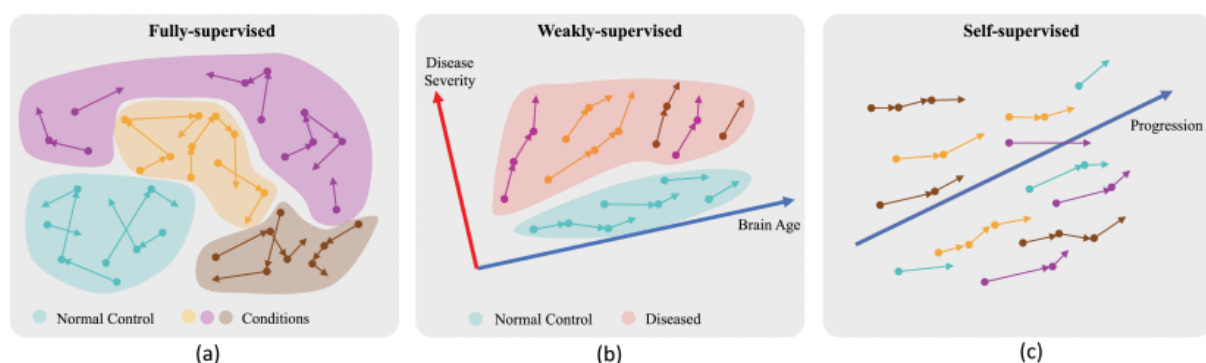 Fully-supervised
Normal Control
Conditions
(a)
Weakly-supervised
Disease
Severity
Brain Age
Normal Control
Diseased
(b)
Self-supervised
Progression
(c)